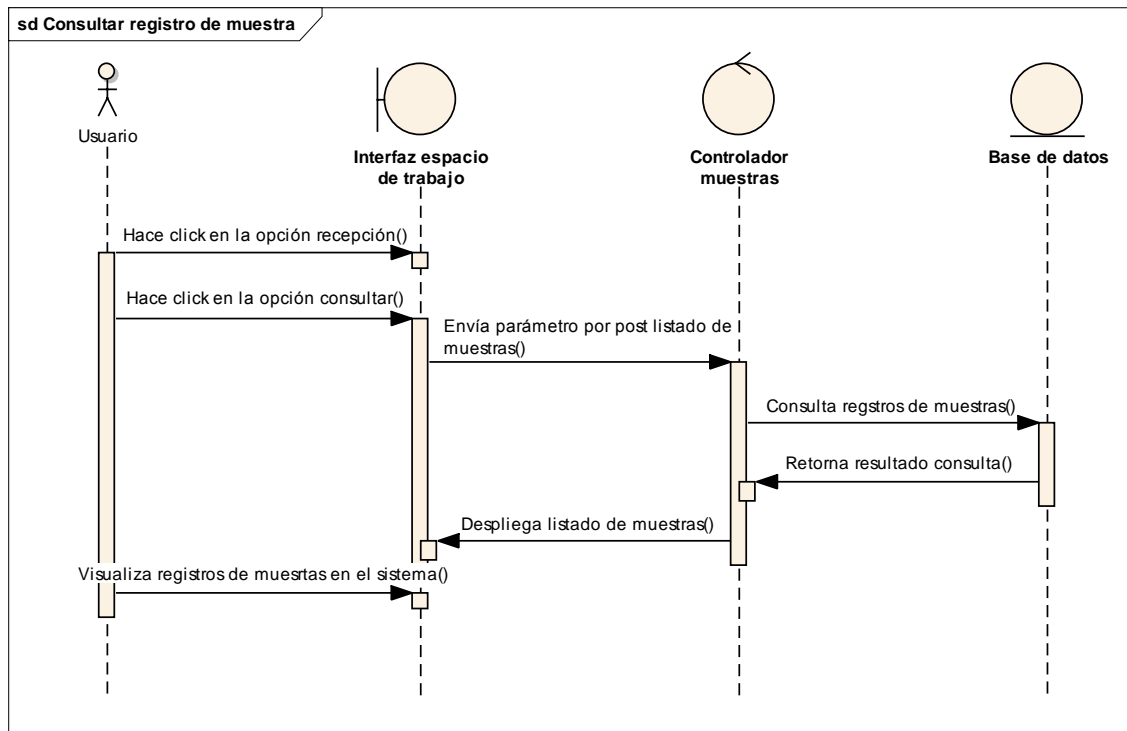 sd Consultar registro de muestra
Usuario
Interfaz espacio
de trabajo
Controlador
muestras
Base de datos
Hace click en la opción recepción()
Hace click en la opción consultar()
Envía parámetro por post listado de
muestras()
Consulta regstros de muestras()
Retorna resultado consulta()
Despliega listado de muestras()
Visualiza registros de muesrtas en el sistema()